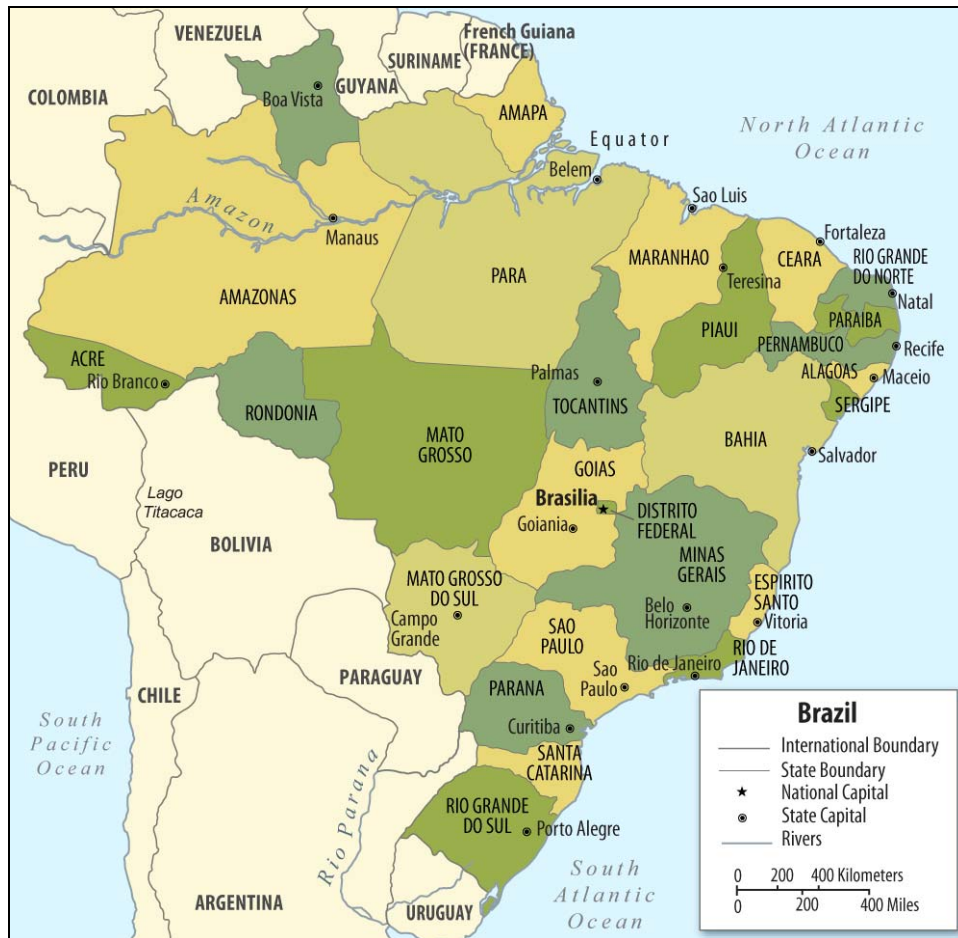 VENEZUELA
French Guiana
(FRANCE)
SURINAME
GUYANA
COLOMBIA
Boa Vista
AMAPA
Equator
North Atlantic
Ocean
Belem
Amazon
Manaus
Sao Luis
Fortaleza
MARANHAO
CEARA
RIO GRANDE
DO NORTE
PARA
Teresina
Natal
AMAZONAS
PIAUI
PARAIBA
PERNAMBUCO
Recife
ACRE
Rio Branco
Palmas
ALAGOAS
Maceio
RONDONIA
TOCANTINS
SERGIPE
MATO
GROSSO
BAHIA
Salvador
PERU
GOIAS
Lago
Titacaca
Brasilia
DISTRITO
FEDERAL
Goiania
BOLIVIA
MINAS
GERAIS
MATO GROSSO
DO SUL
ESPIRITO
SANTO
Campo
Grande
Belo
Horizonte
Vitoria
SAO
PAULO
RIO DE
JANEIRO
Rio de Janeiro
PARAGUAY
Sao
Paulo
CHILE
PARANA
South
Pacific
Ocean
Curitiba
SANTA
CATARINA
Rio Parana
RIO GRANDE
DO SUL
Porto Alegre
South
Atlantic
Ocean
ARGENTINA
URUGUAY
Brazil
International Boundary
State Boundary
National Capital
State Capital
Rivers
0 200 400 Kilometers
0 200 400 Miles